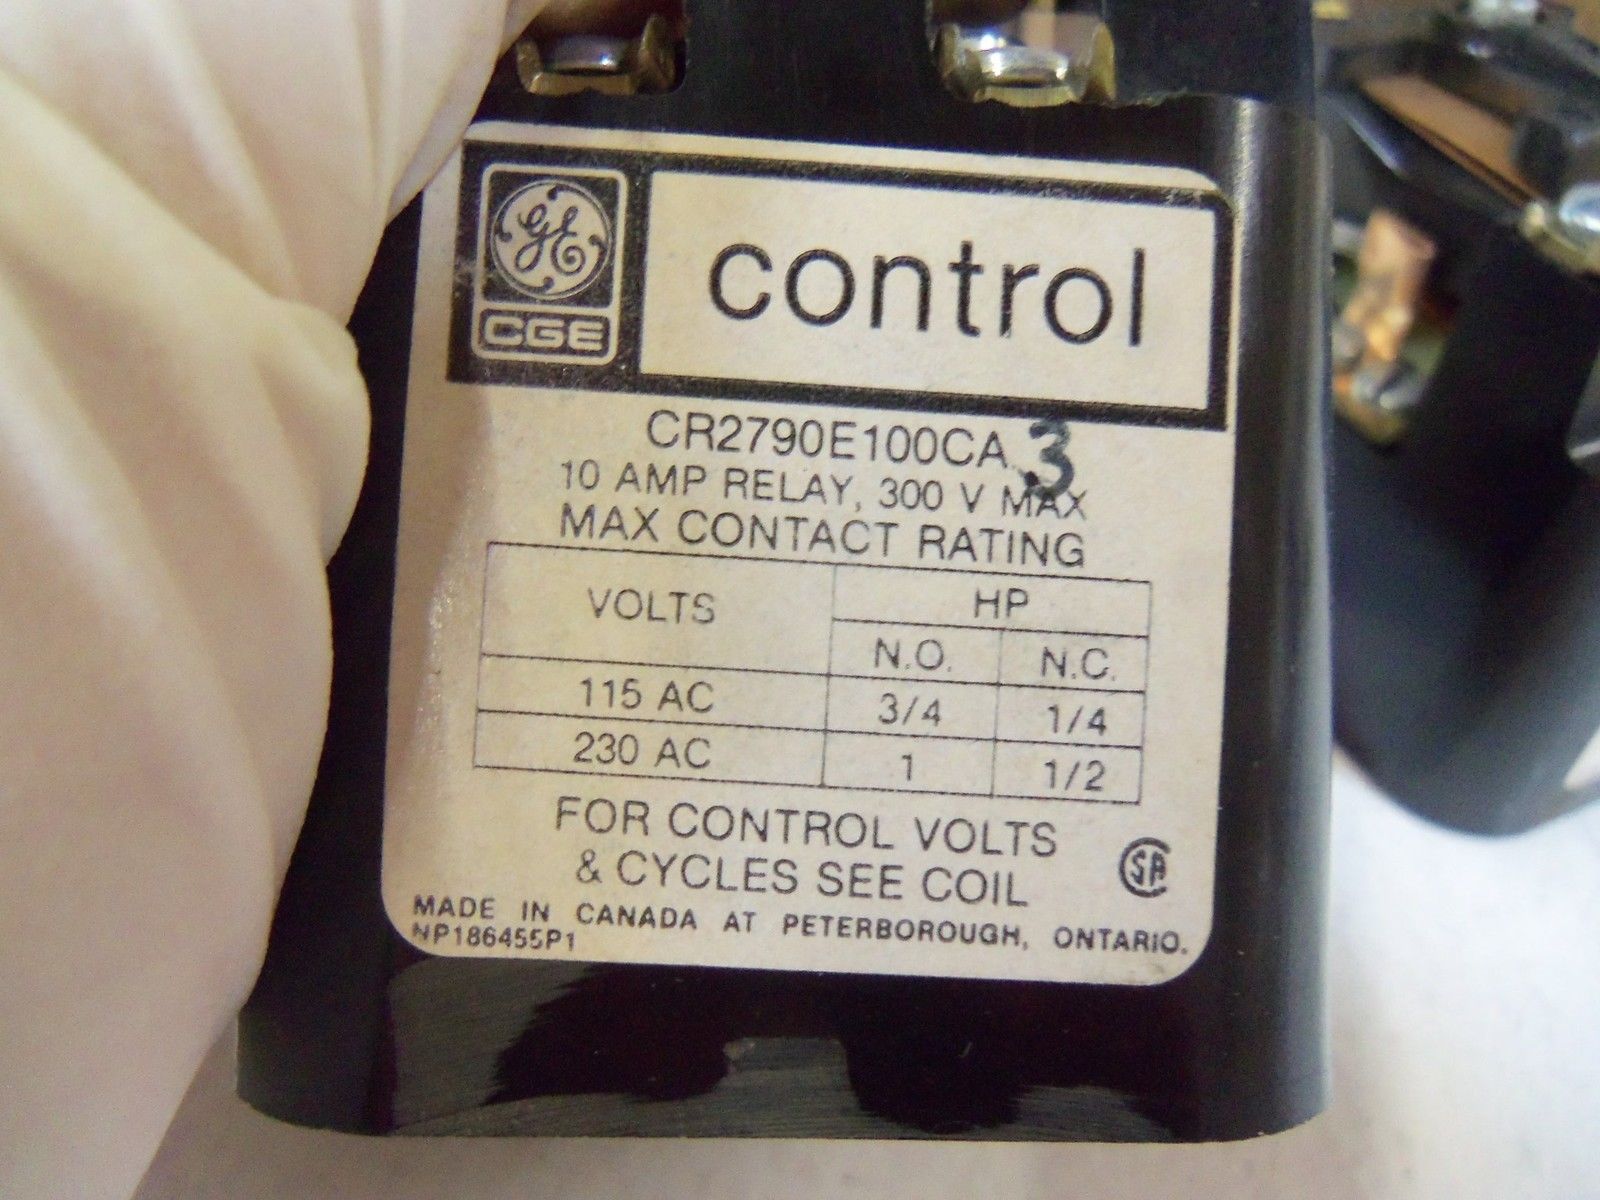 GE
CGE
control
CR2790E100CA 3
10 AMP RELAY, 300 V MAX
MAX CONTACT RATING
VOLTS
HP
N.O. N.C.
115 AC 3/4 1/4
230 AC 1 1/2
FOR CONTROL VOLTS
& CYCLES SEE COIL
SA
MADE IN CANADA AT PETERBOROUGH, ONTARIO.
NP186455P1